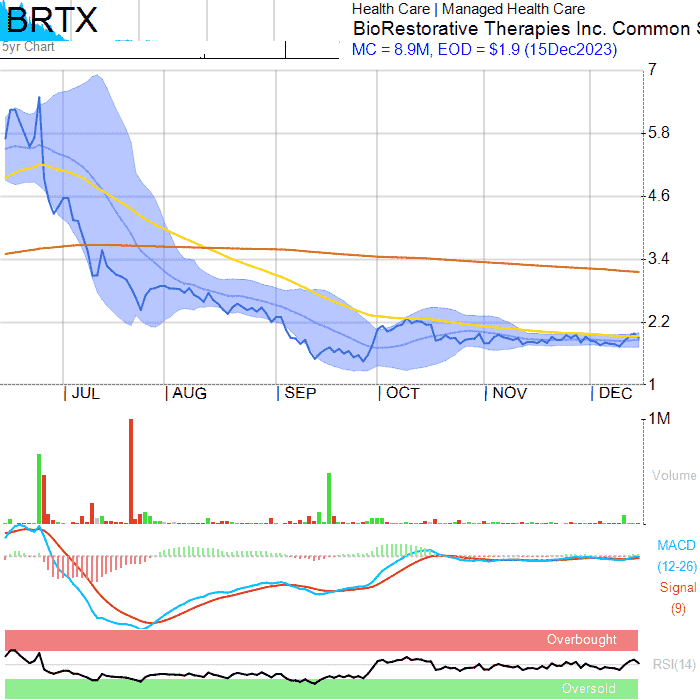 BRTX
5yr Chart
Health Care | Managed Health Care
BioRestorative Therapies Inc. Common S
MC = 8.9M, EOD = $1.9 (15Dec2023)
7
5.8
4.6
3.4
2.2
1
JUL
AUG
SEP
OCT
NOV
DEC
1M
Volume
MACD
(12-26)
Signal
(9)
Overbought
RSI(14)
Oversold